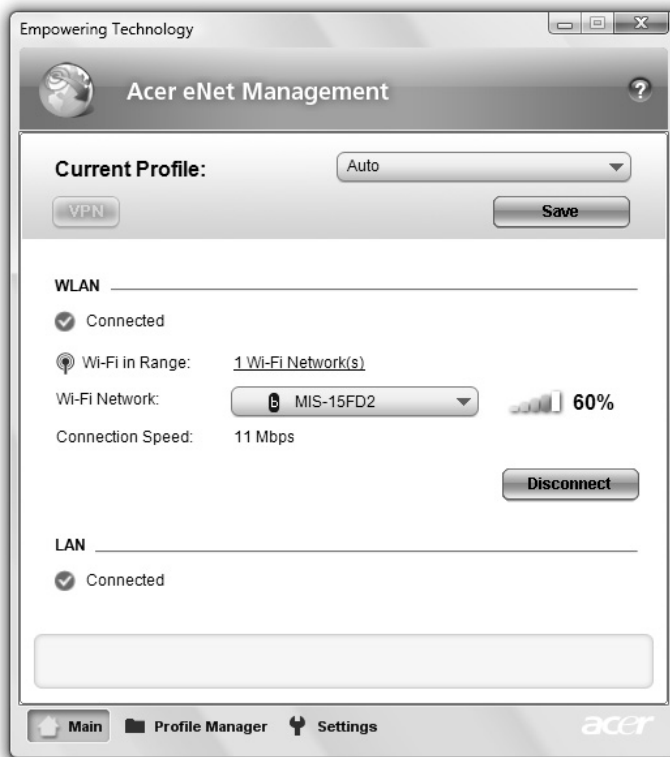 Empowering Technology
Acer eNet Management
?
Current Profile:
Auto
VPN
Save
WLAN
Connected
Wi-Fi in Range: 1 Wi-Fi Network(s)
Wi-Fi Network: b MIS-15FD2 60%
Connection Speed: 11 Mbps
Disconnect
LAN
Connected
Main Profile Manager Settings acer